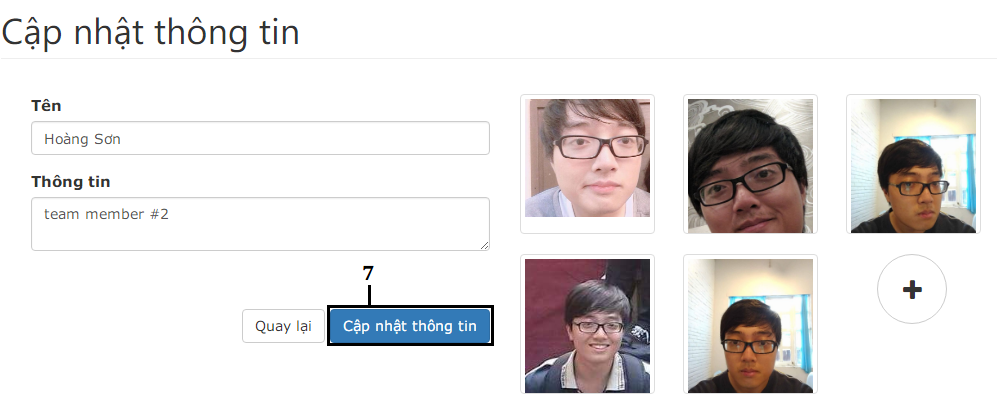 Cập nhật thông tin
Tên
Hoàng Sơn
Thông tin
team member #2
7
Quay lại
Cập nhật thông tin